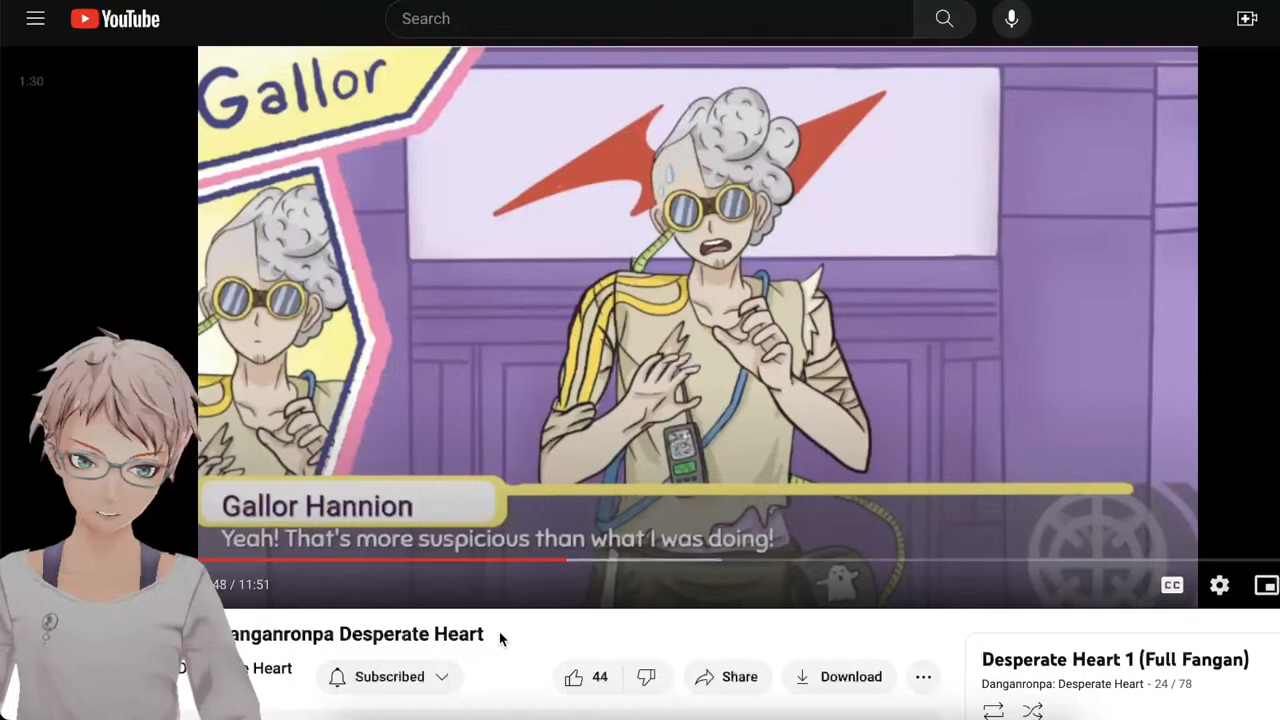 YouTube
Search
1.30
Gallor
Gallor Hannion
Yeah! That's more suspicious than what I was doing!
48 / 11:51
CC
anganronpa Desperate Heart
Heart
Subscribed
44
Share
Download
Desperate Heart 1 (Full Fangan)
Danganronpa: Desperate Heart - 24 / 78